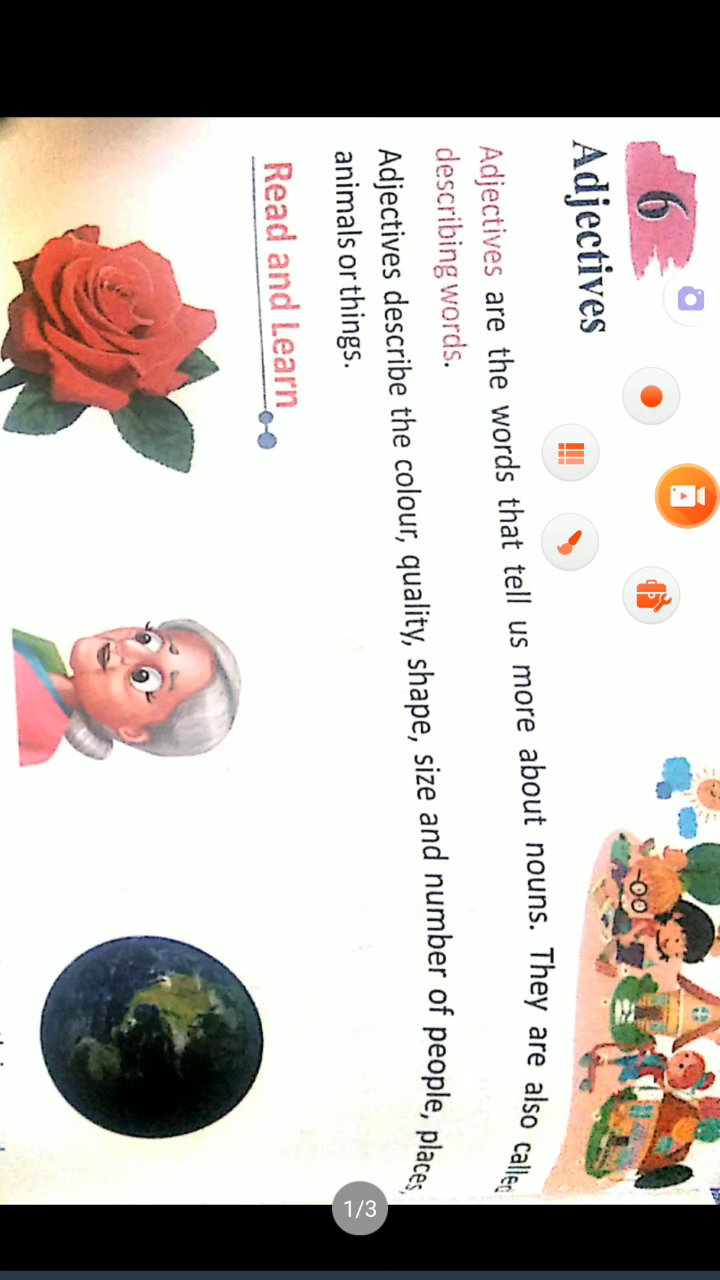 6
Adjectives
Adjectives are the words that tell us more about nouns. They are also called
describing words.
Adjectives describe the colour, quality, shape, size and number of people, places,
animals or things.
Read and Learn
1/3